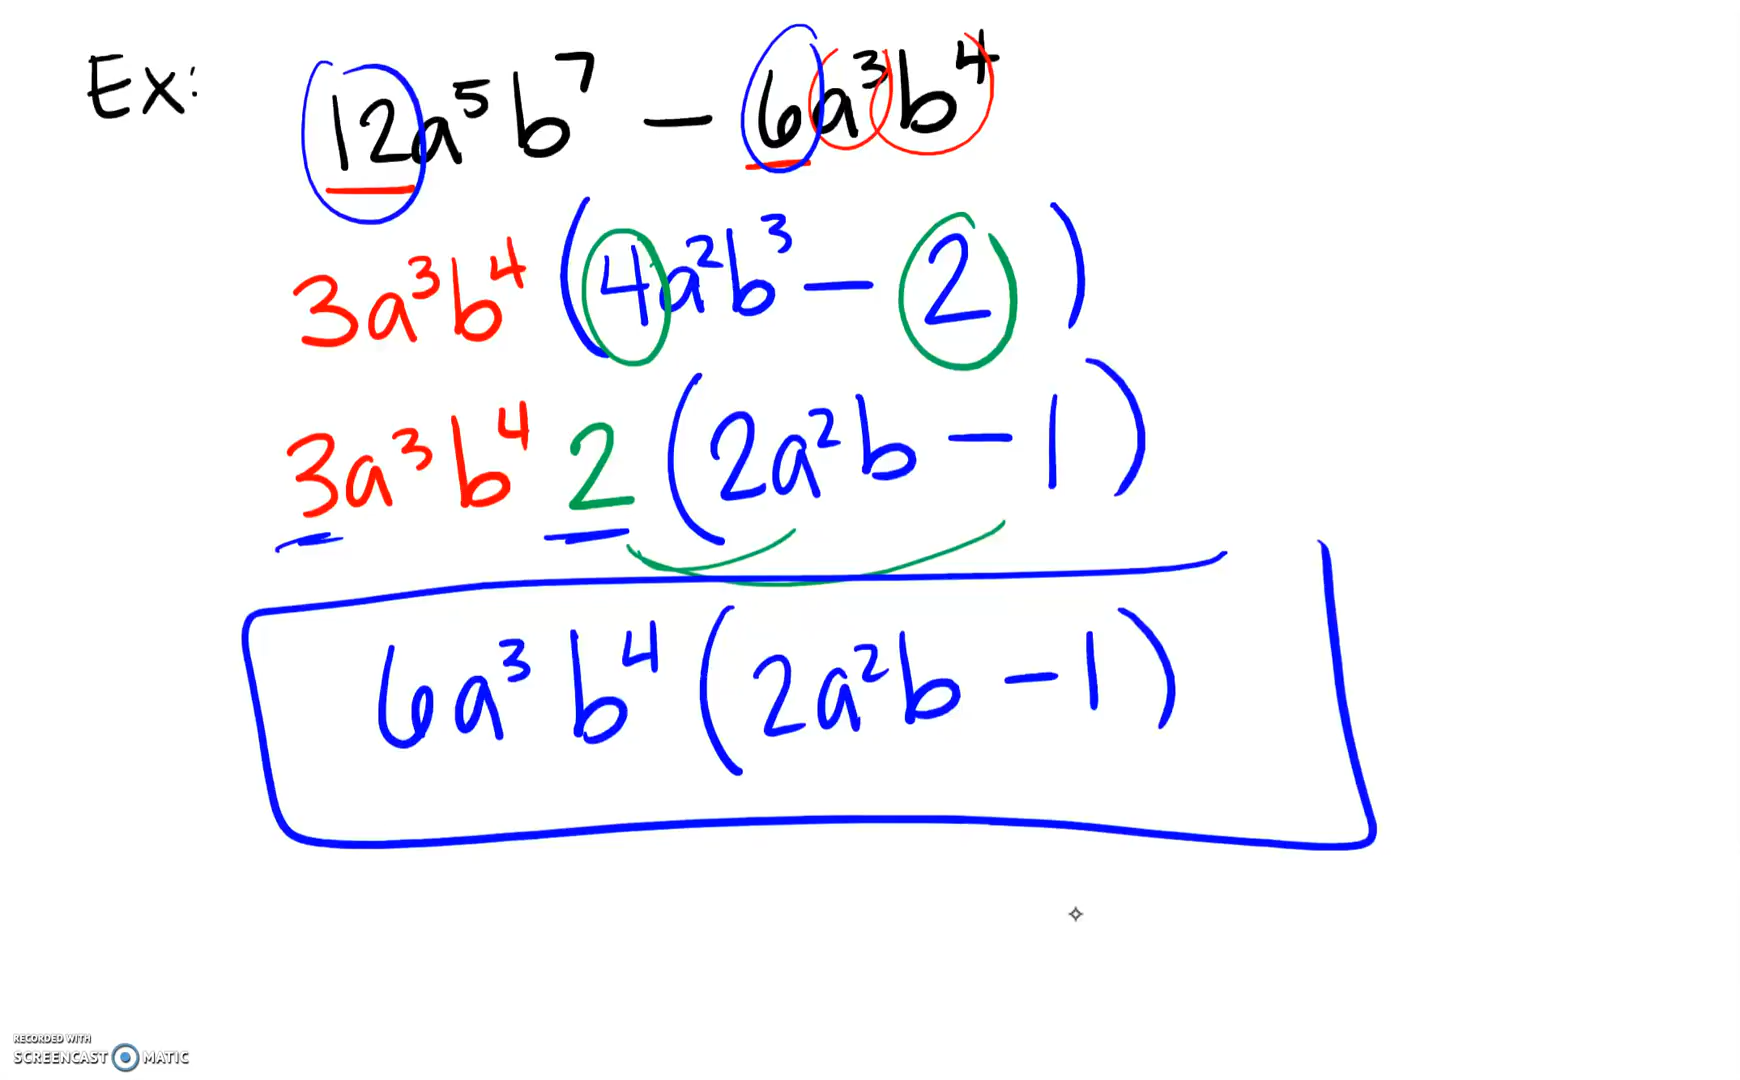 Ex: 12a⁵b⁷ − 6a³b⁴
3a³b⁴ (4a²b³ − 2)
3a³b⁴ 2 (2a²b − 1)
6a³b⁴ (2a²b − 1)
RECORDED WITH
SCREENCAST MATIC